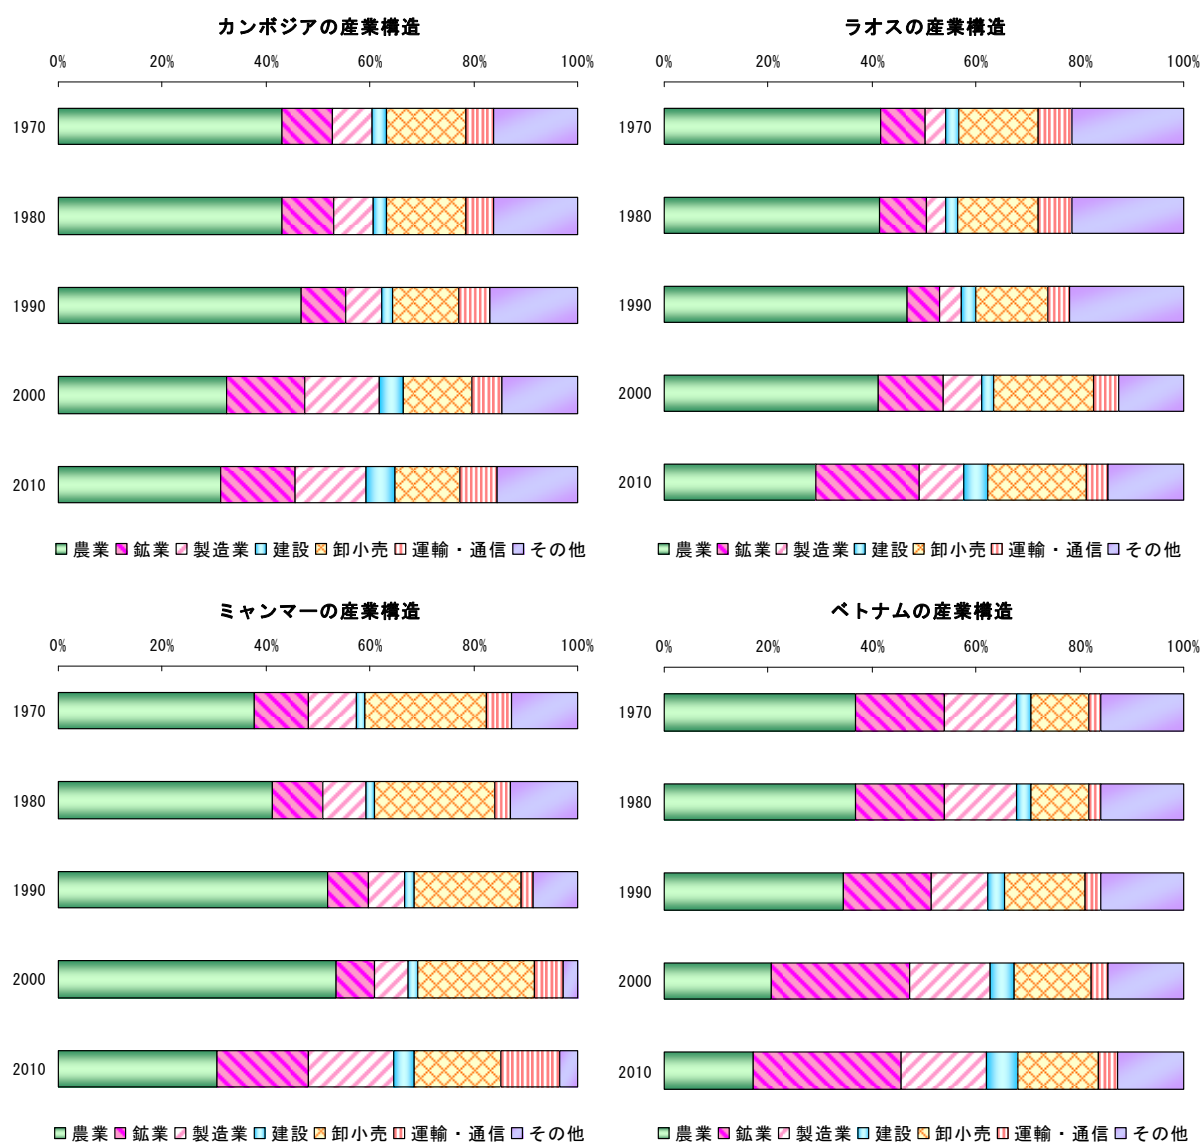 カンボジアの産業構造
0% 20% 40% 60% 80% 100%
1970
1980
1990
2000
2010
農業 鉱業 製造業 建設 卸小売 運輸・通信 その他
ラオスの産業構造
0% 20% 40% 60% 80% 100%
1970
1980
1990
2000
2010
農業 鉱業 製造業 建設 卸小売 運輸・通信 その他
ミャンマーの産業構造
0% 20% 40% 60% 80% 100%
1970
1980
1990
2000
2010
農業 鉱業 製造業 建設 卸小売 運輸・通信 その他
ベトナムの産業構造
0% 20% 40% 60% 80% 100%
1970
1980
1990
2000
2010
農業 鉱業 製造業 建設 卸小売 運輸・通信 その他